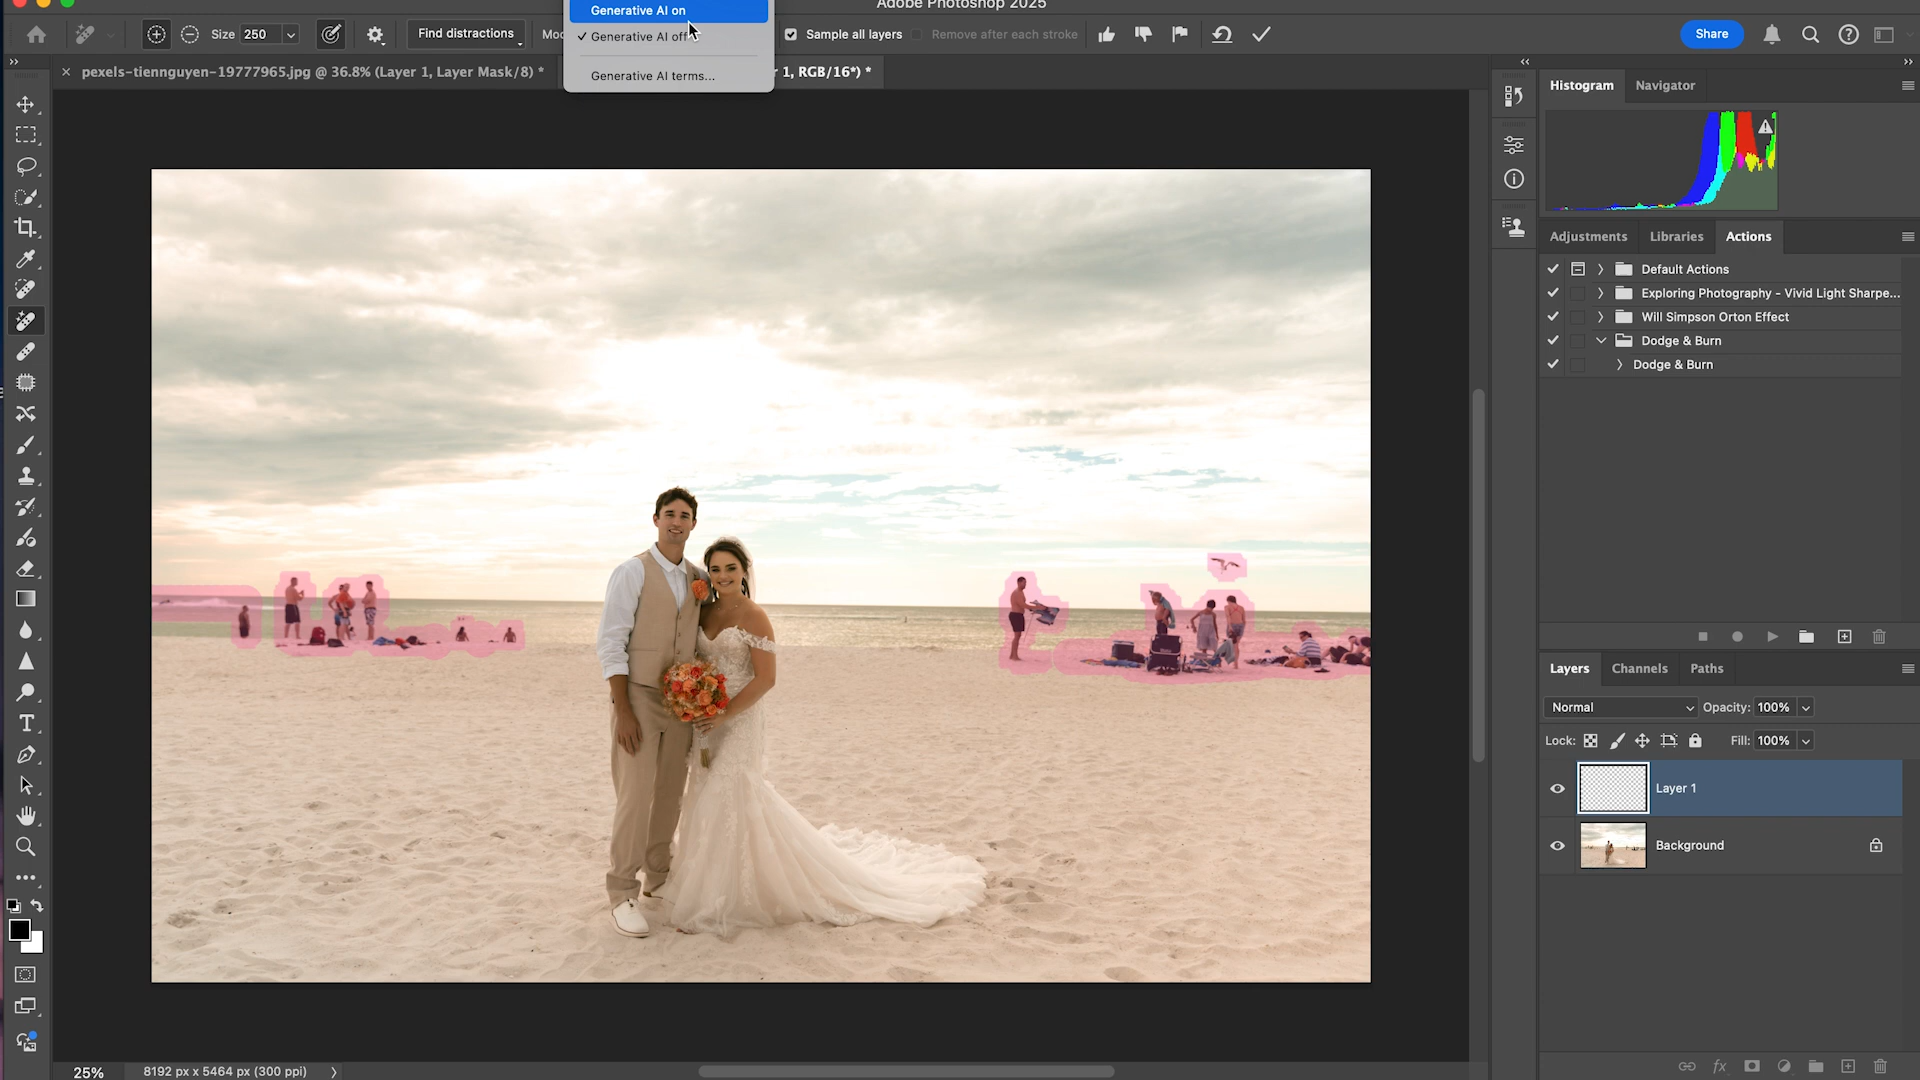 Adobe Photoshop 2025
Generative AI on
Generative AI off
Generative AI terms...
Size 250
Find distractions
Sample all layers
Remove after each stroke
Share
pexels-tiennguyen-19777965.jpg @ 36.8% (Layer 1, Layer Mask/8) *
1, RGB/16*) *
Histogram Navigator
Adjustments Libraries Actions
Default Actions
Exploring Photography - Vivid Light Sharpe...
Will Simpson Orton Effect
Dodge & Burn
Dodge & Burn
Layers Channels Paths
Normal Opacity: 100%
Lock: Fill: 100%
Layer 1
Background
25% 8192 px x 5464 px (300 ppi)